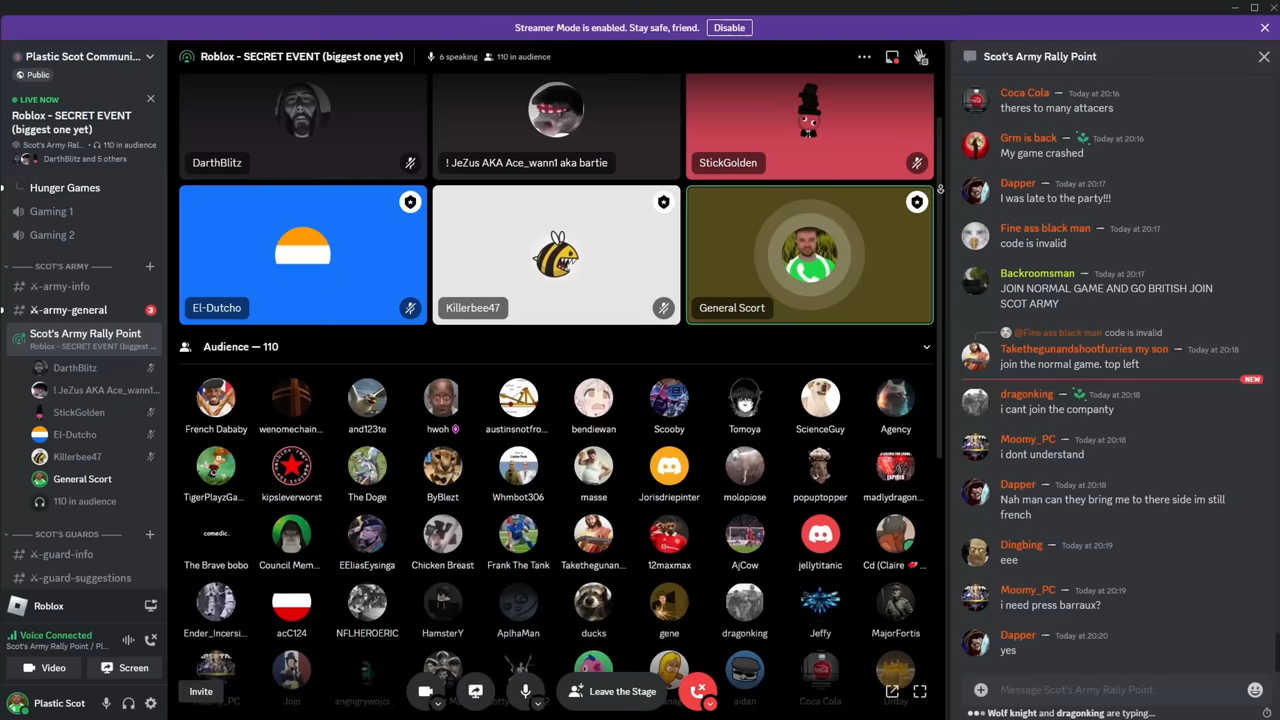 Streamer Mode is enabled. Stay safe, friend.
Disable
Plastic Scot Communi...
Public
LIVE NOW
Roblox - SECRET EVENT
(biggest one yet)
Scot's Army Ral...
110 in audience
DarthBlitz and 5 others
Hunger Games
Gaming 1
Gaming 2
SCOT'S ARMY
army-info
army-general
3
Scot's Army Rally Point
Roblox - SECRET EVENT (biggest ...
DarthBlitz
! JeZus AKA Ace_wann1...
StickGolden
El-Dutcho
Killerbee47
General Scort
110 in audience
SCOT'S GUARDS
guard-info
guard-suggestions
Roblox
Voice Connected
Scot's Army Rally Point / Pl...
Video
Screen
Plastic Scot
Roblox - SECRET EVENT (biggest one yet)
6 speaking
110 in audience
DarthBlitz
! JeZus AKA Ace_wann1 aka bartie
StickGolden
El-Dutcho
Killerbee47
General Scort
Audience — 110
French Dababy
wenomechain...
and123te
hwoh
austinsnotfro...
bendiewan
Scooby
Tomoya
ScienceGuy
Agency
TigerPlayzGa...
kipsleverworst
The Doge
ByBlezt
Whmbot306
masse
Jorisdriepinter
molopiose
popuptopper
madlydragon...
comedic.
The Brave bobo
Council Mem...
EEliasEysinga
Chicken Breast
Frank The Tank
Takethegunan...
12maxmax
AjCow
jellytitanic
Cd (Claire ...
Ender_Incersi...
acC124
NFLHEROERIC
HamsterY
AplhaMan
ducks
gene
dragonking
Jeffy
MajorFortis
Jojo
angngrywojci...
aidan
Coca Cola
Urday
Invite
Leave the Stage
Scot's Army Rally Point
Coca Cola — Today at 20:16
theres to many attacers
Grm is back — Today at 20:16
My game crashed
Dapper — Today at 20:17
I was late to the party!!!
Fine ass black man — Today at 20:17
code is invalid
Backroomsman — Today at 20:17
JOIN NORMAL GAME AND GO BRITISH JOIN
SCOT ARMY
@Fine ass black man code is invalid
Takethegunandshootfurries my son — Today at 20:18
join the normal game. top left
NEW
dragonking — Today at 20:18
i cant join the companty
Moomy_PC — Today at 20:18
i dont understand
Dapper — Today at 20:18
Nah man can they bring me to there side im still
french
Dingbing — Today at 20:19
eee
Moomy_PC — Today at 20:19
i need press barraux?
Dapper — Today at 20:20
yes
Message Scot's Army Rally Point
Wolf knight and dragonking are typing...